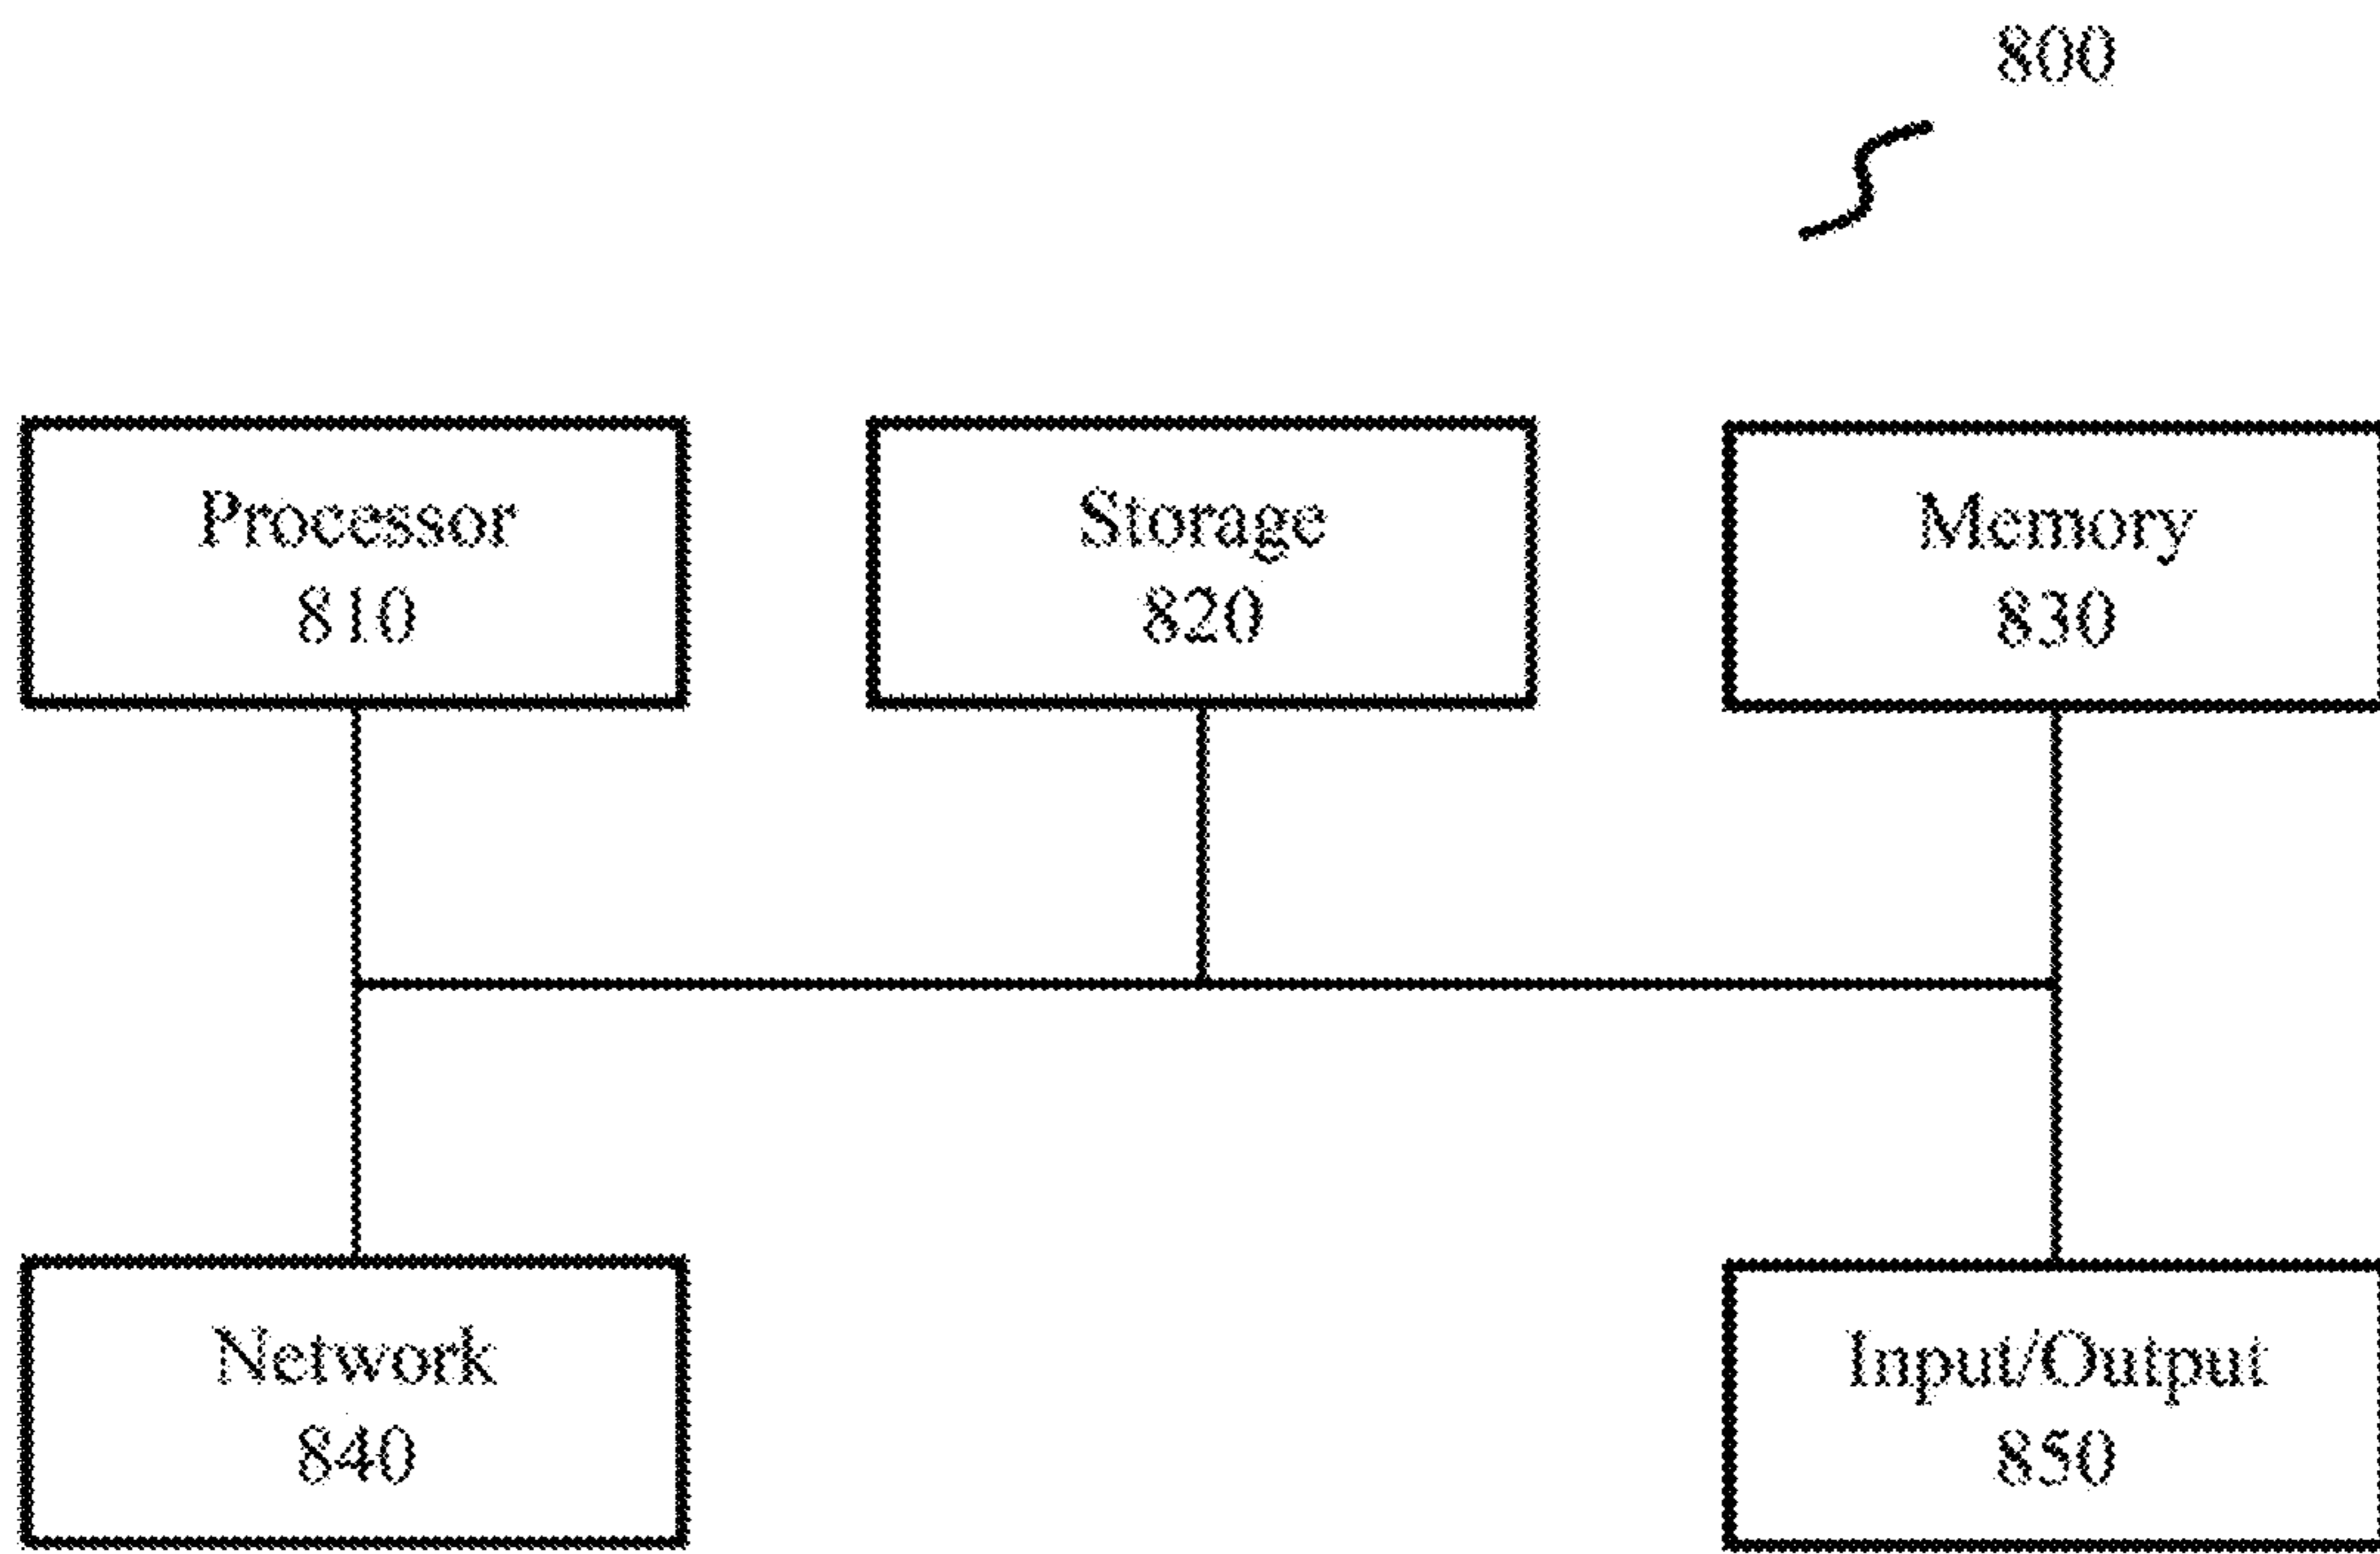 800
Processor
810
Storage
820
Memory
830
Network
840
Input/Output
850